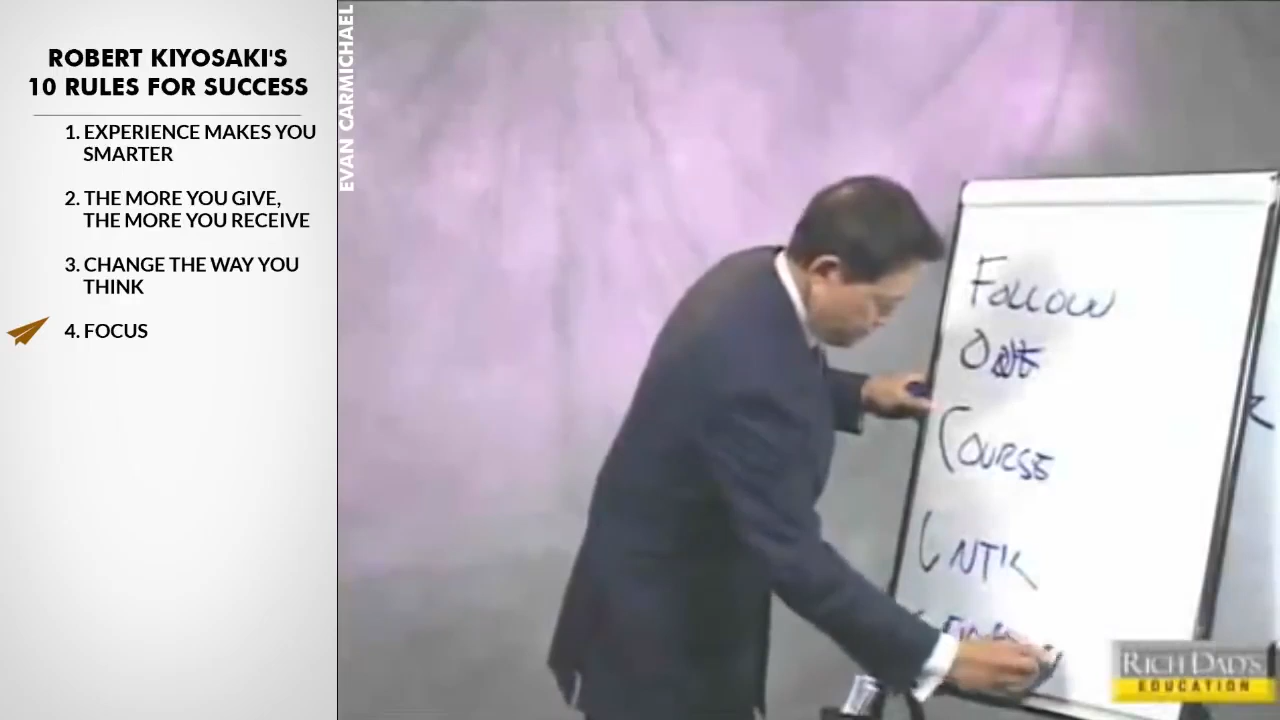 ROBERT KIYOSAKI'S
10 RULES FOR SUCCESS
1. EXPERIENCE MAKES YOU
SMARTER
2. THE MORE YOU GIVE,
THE MORE YOU RECEIVE
3. CHANGE THE WAY YOU
THINK
4. FOCUS
EVAN CARMICHAEL
FOLLOW
ONE
COURSE
RICH DAD'S
EDUCATION